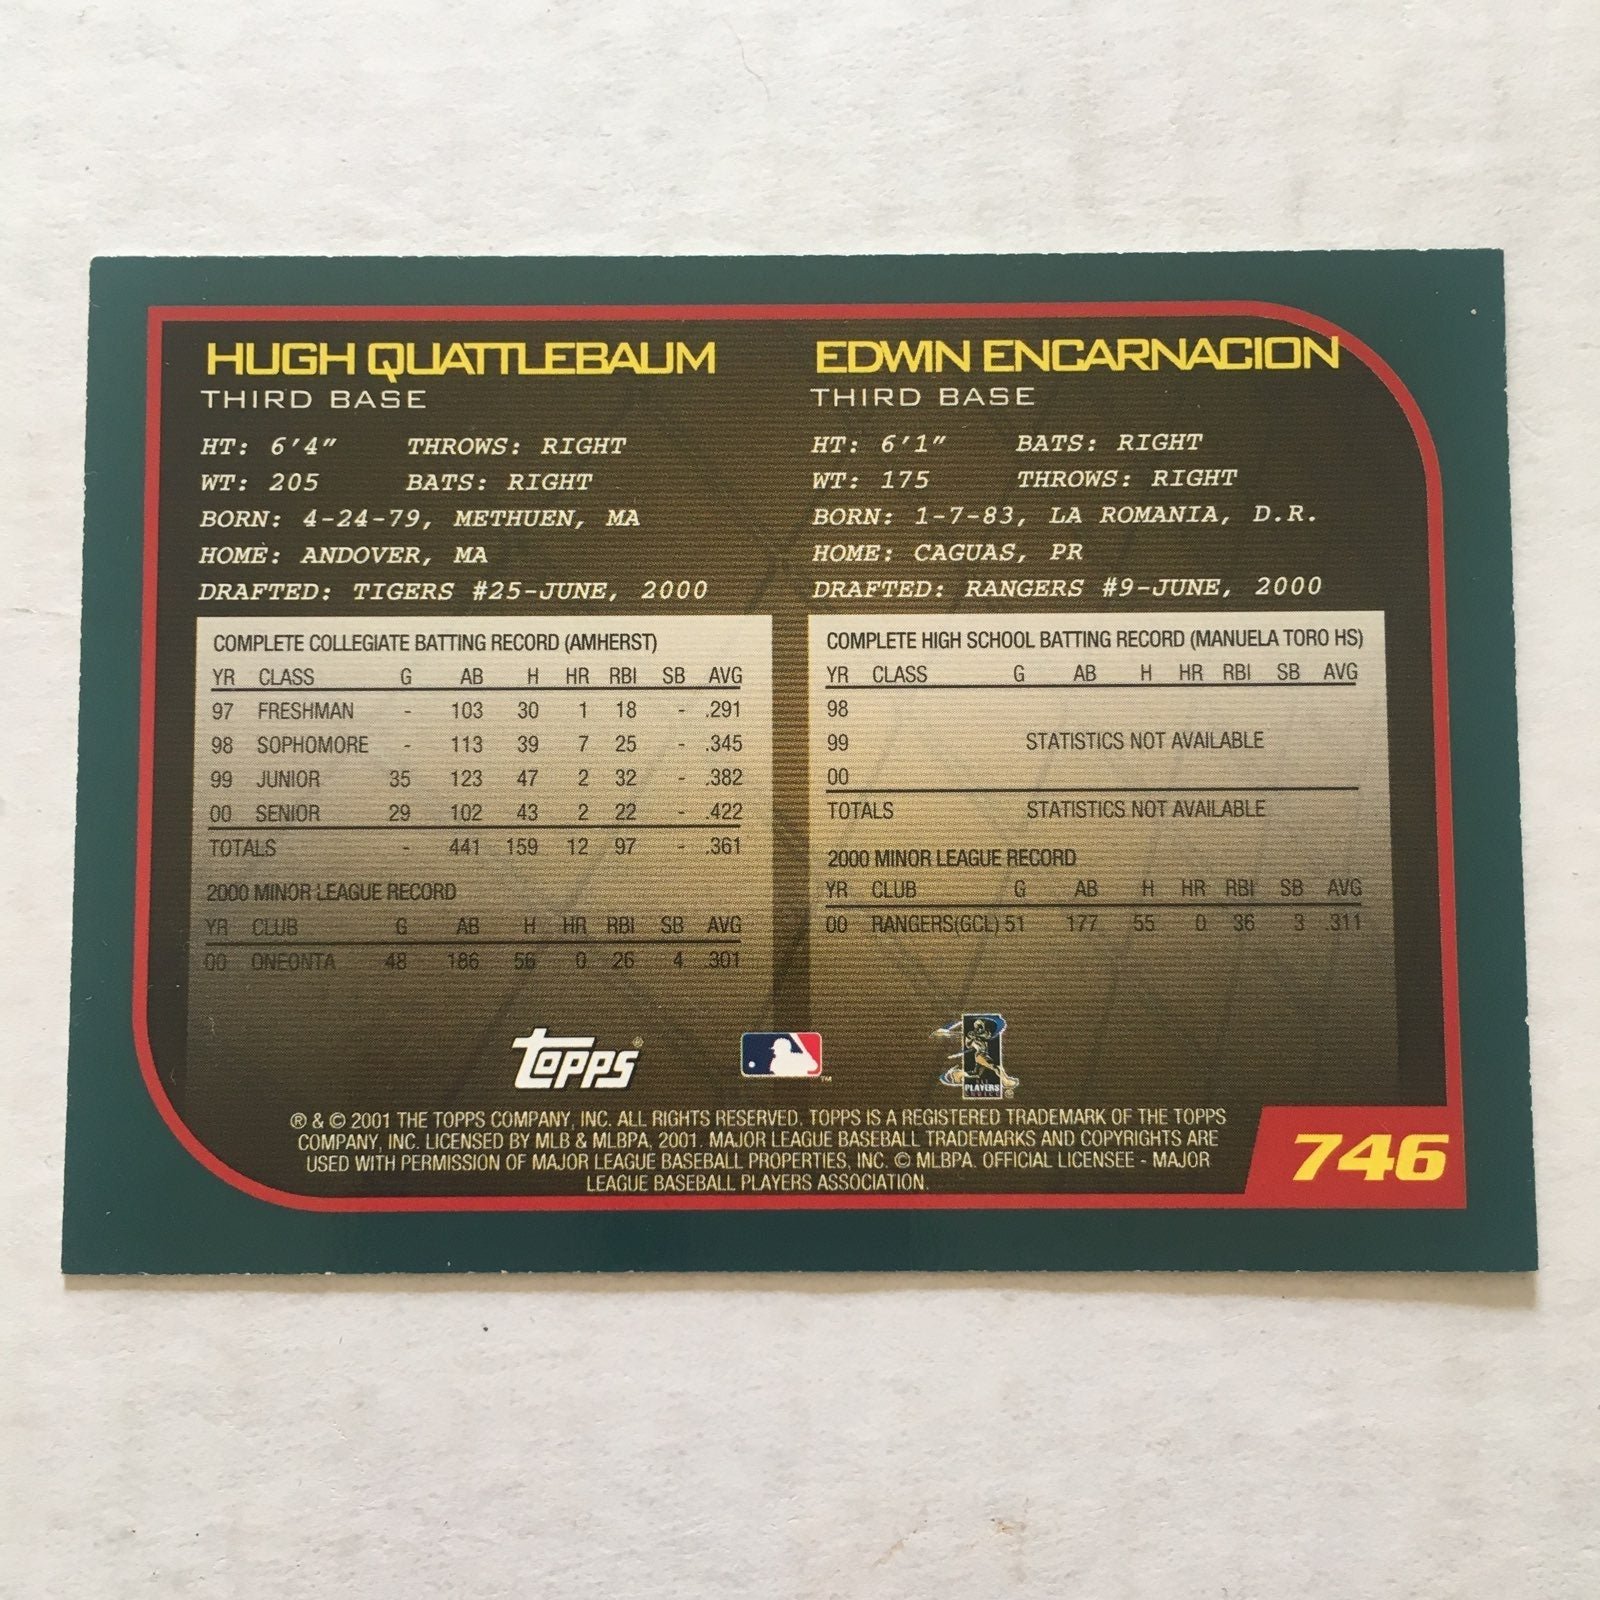 HUGH QUATTLEBAUM
THIRD BASE
HT: 6'4" THROWS: RIGHT
WT: 205 BATS: RIGHT
BORN: 4-24-79, METHUEN, MA
HOME: ANDOVER, MA
DRAFTED: TIGERS #25-JUNE, 2000
COMPLETE COLLEGIATE BATTING RECORD (AMHERST)
YR CLASS G AB H HR RBI SB AVG
97 FRESHMAN - 103 30 1 18 - .291
98 SOPHOMORE - 113 39 7 25 - .345
99 JUNIOR 35 123 47 2 32 - .382
00 SENIOR 29 102 43 2 22 - .422
TOTALS - 441 159 12 97 - .361
2000 MINOR LEAGUE RECORD
YR CLUB G AB H HR RBI SB AVG
00 ONEONTA 48 186 56 0 26 4 .301
EDWIN ENCARNACION
THIRD BASE
HT: 6'1" BATS: RIGHT
WT: 175 THROWS: RIGHT
BORN: 1-7-83, LA ROMANIA, D.R.
HOME: CAGUAS, PR
DRAFTED: RANGERS #9-JUNE, 2000
COMPLETE HIGH SCHOOL BATTING RECORD (MANUELA TORO HS)
YR CLASS G AB H HR RBI SB AVG
98
99 STATISTICS NOT AVAILABLE
00
TOTALS STATISTICS NOT AVAILABLE
2000 MINOR LEAGUE RECORD
YR CLUB G AB H HR RBI SB AVG
00 RANGERS(GCL) 51 177 55 0 36 3 .311
topps®
TM
PLAYERS
® & © 2001 THE TOPPS COMPANY, INC. ALL RIGHTS RESERVED. TOPPS IS A REGISTERED TRADEMARK OF THE TOPPS
COMPANY, INC. LICENSED BY MLB & MLBPA, 2001. MAJOR LEAGUE BASEBALL TRADEMARKS AND COPYRIGHTS ARE
USED WITH PERMISSION OF MAJOR LEAGUE BASEBALL PROPERTIES, INC. © MLBPA. OFFICIAL LICENSEE - MAJOR
LEAGUE BASEBALL PLAYERS ASSOCIATION.
746